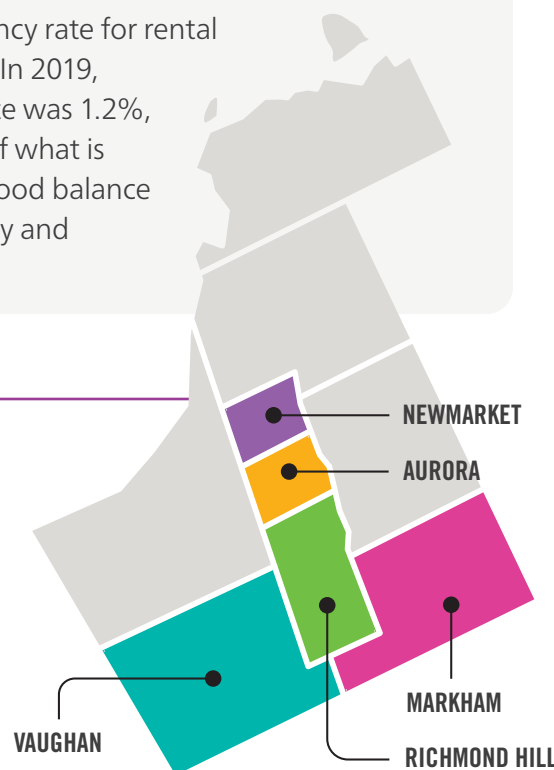 ncy rate for rental
In 2019,
e was 1.2%,
f what is
ood balance
y and
NEWMARKET
AURORA
MARKHAM
VAUGHAN
RICHMOND HILL